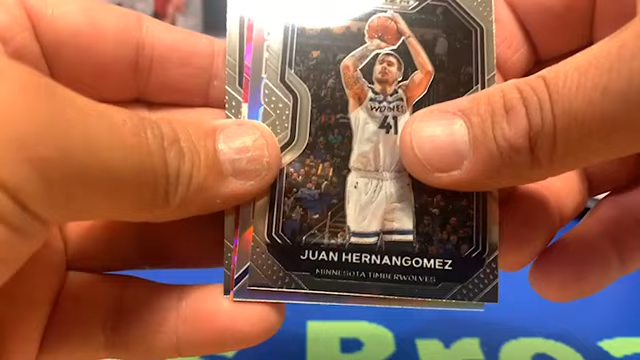 WOLVES
41
JUAN HERNANGOMEZ
MINNESOTA TIMBERWOLVES